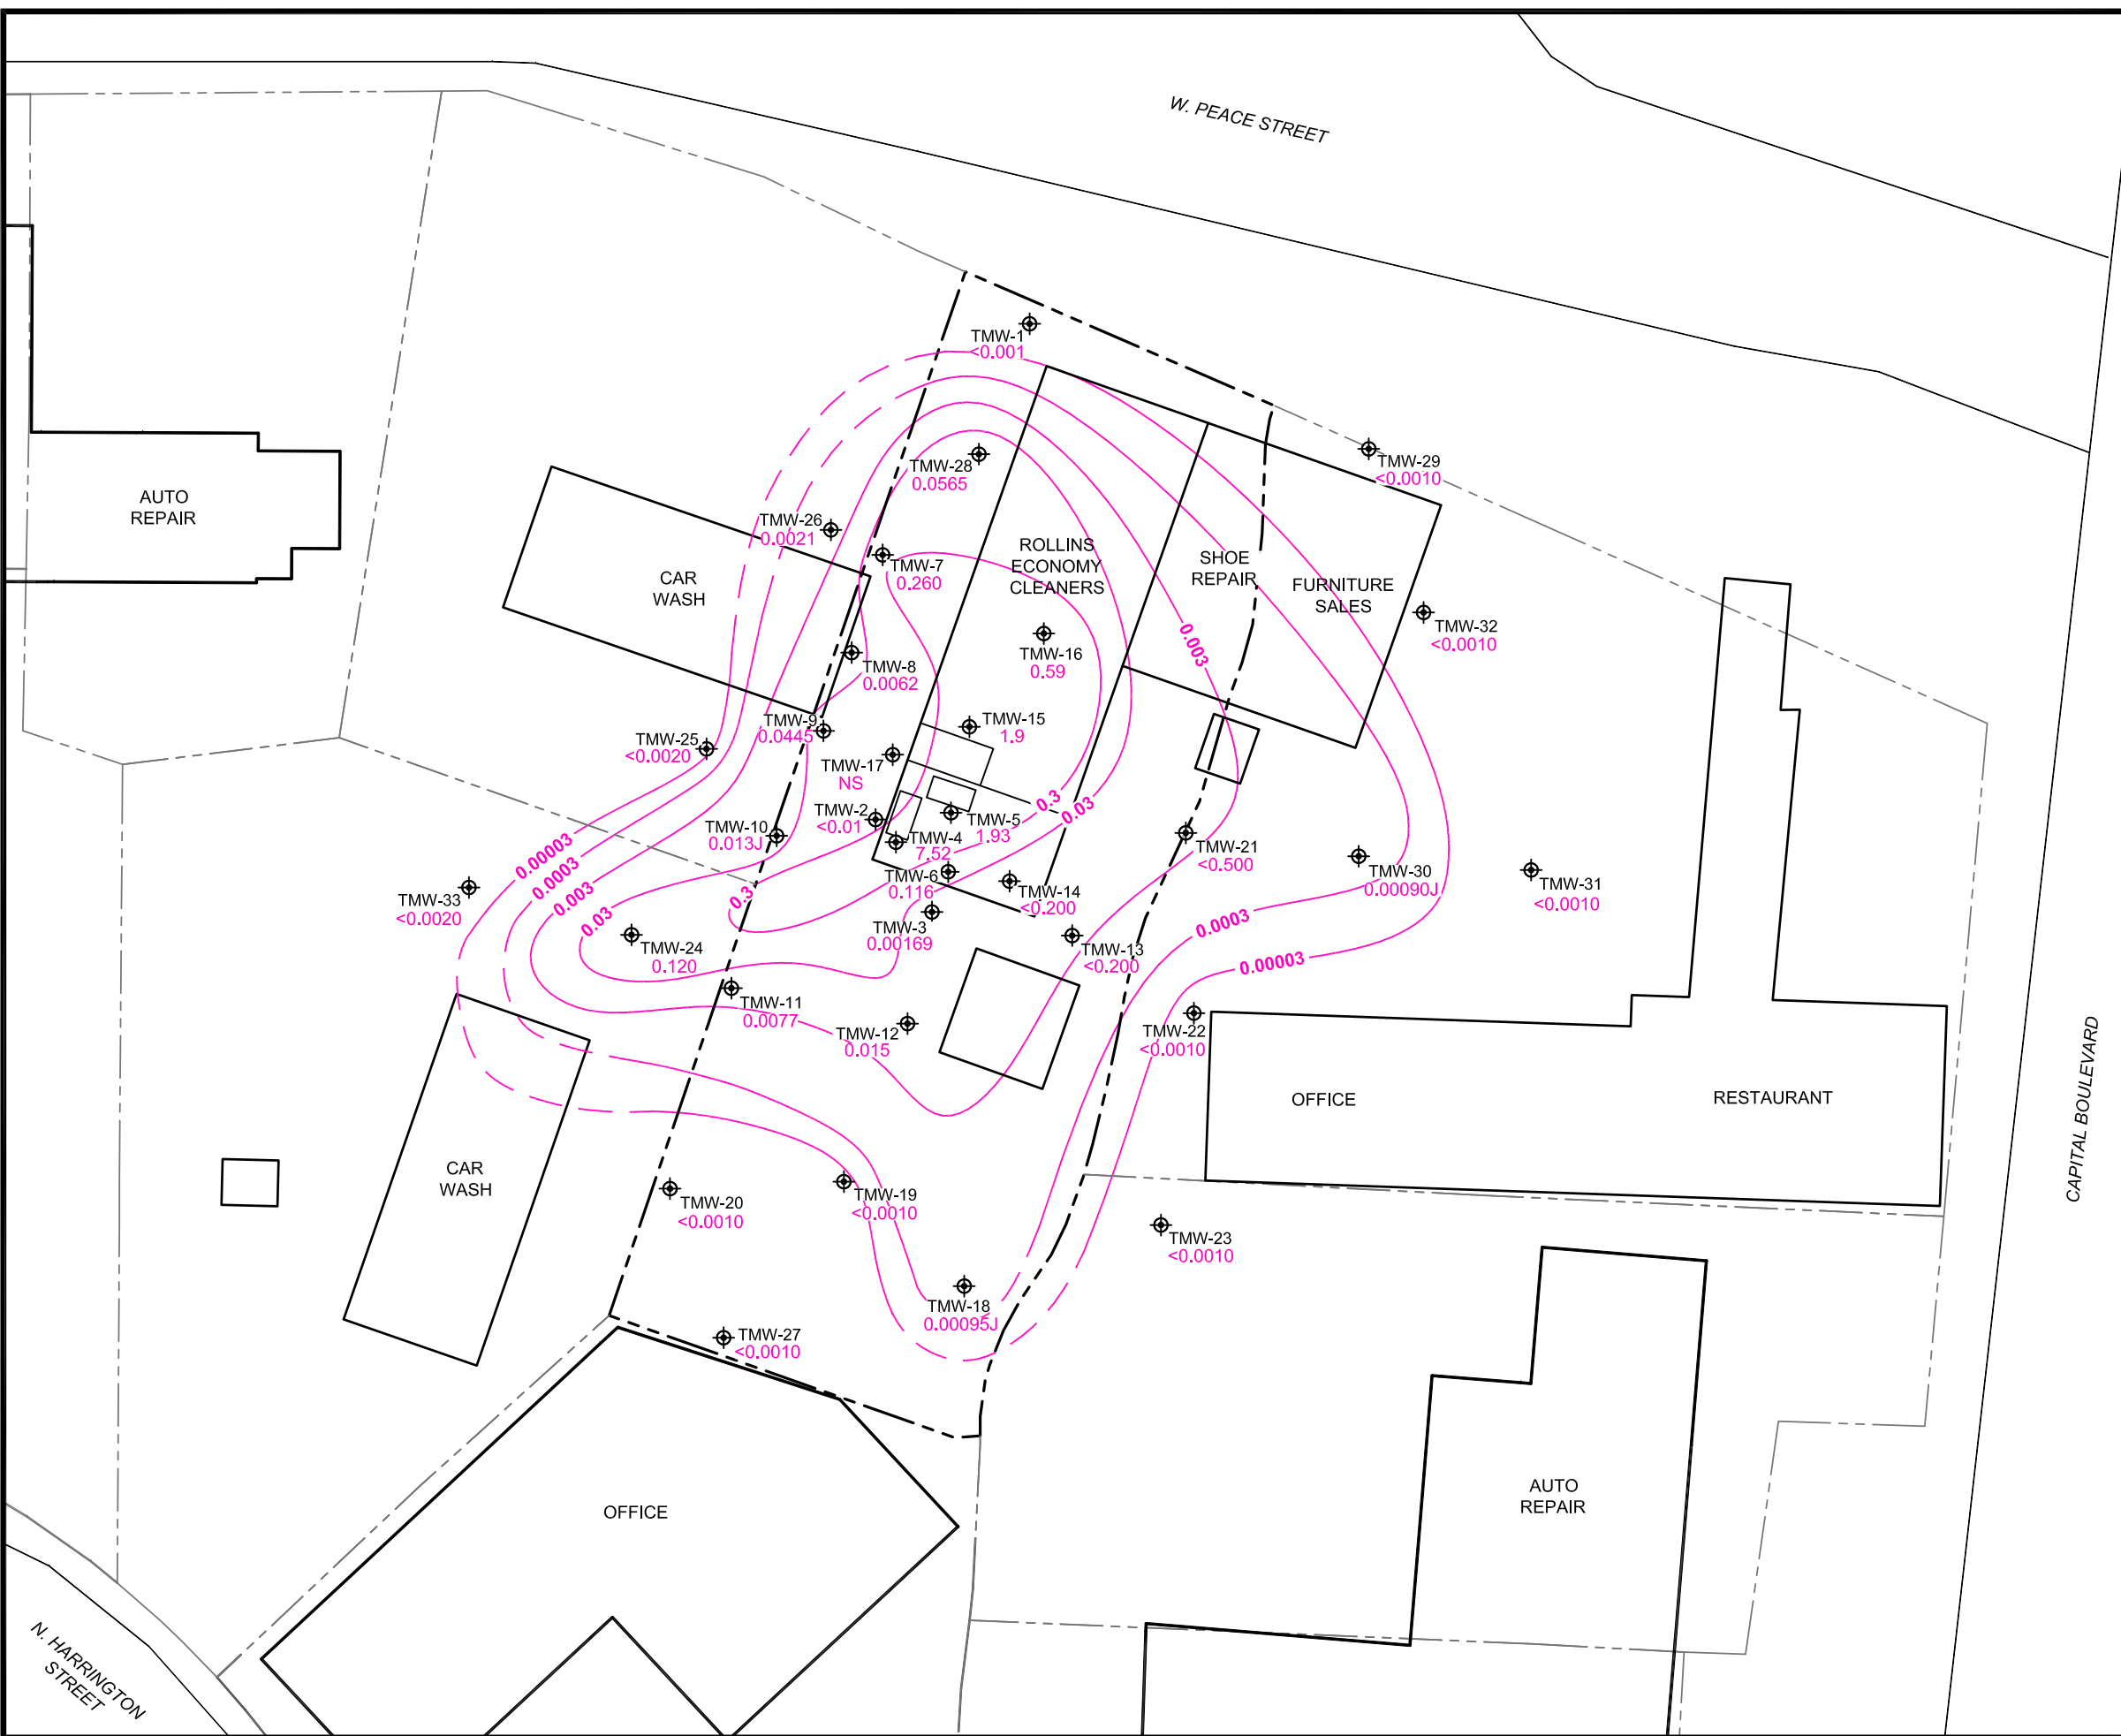 W. PEACE STREET
TMW-1
<0.001
TMW-29
<0.0010
TMW-28
0.0565
AUTO
REPAIR
TMW-26
0.0021
ROLLINS
ECONOMY
CLEANERS
SHOE
REPAIR
FURNITURE
SALES
CAR
WASH
TMW-7
0.260
TMW-32
<0.0010
0.003
TMW-16
0.59
TMW-8
0.0062
TMW-9
0.0445
TMW-15
1.9
TMW-25
<0.0020
TMW-17
NS
0.3
0.03
TMW-2
<0.01
TMW-5
1.93
TMW-10
0.013J
TMW-4
7.52
TMW-21
<0.500
0.00003
0.0003
0.003
0.03
0.3
TMW-6
0.116
TMW-14
<0.200
TMW-30
0.00090J
TMW-31
<0.0010
TMW-33
<0.0020
TMW-3
0.00169
0.0003
TMW-24
0.120
TMW-13
<0.200
0.00003
TMW-11
0.0077
TMW-12
0.015
TMW-22
<0.0010
OFFICE
RESTAURANT
CAPITAL BOULEVARD
CAR
WASH
TMW-20
<0.0010
TMW-19
<0.0010
TMW-23
<0.0010
TMW-18
0.00095J
TMW-27
<0.0010
OFFICE
AUTO
REPAIR
N. HARRINGTON
STREET